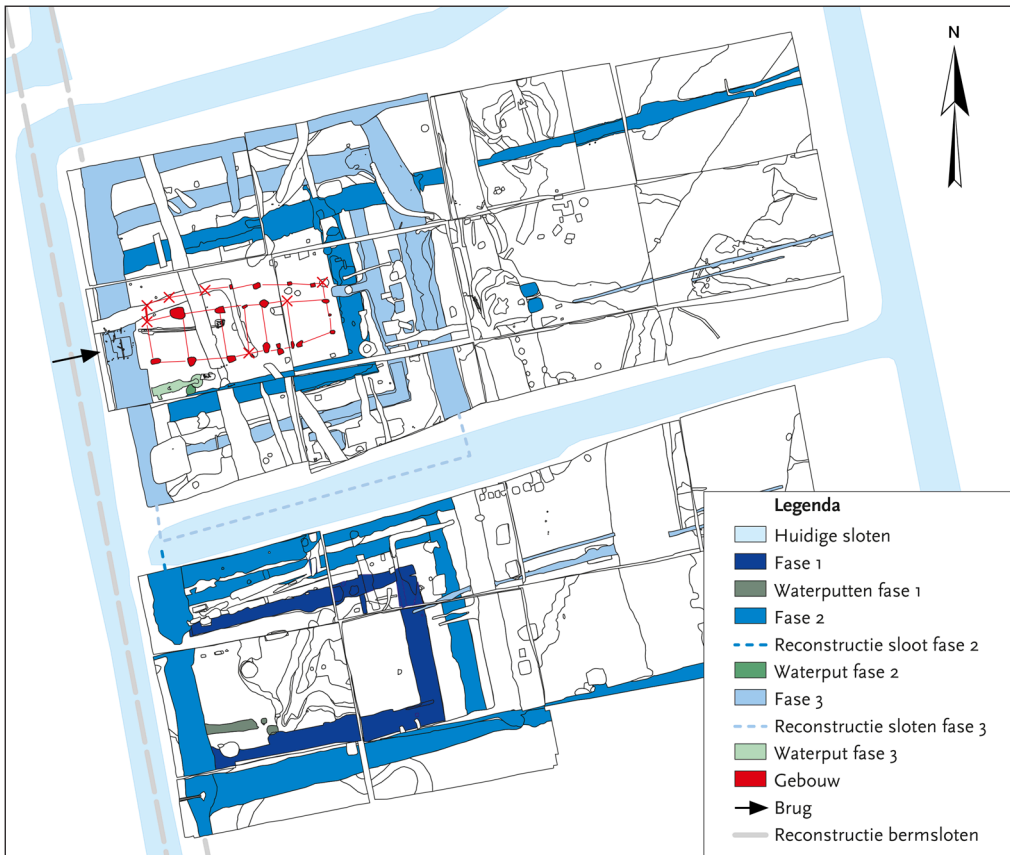 N
Legenda
Huidige sloten
Fase 1
Waterputten fase 1
Fase 2
Reconstructie sloot fase 2
Waterput fase 2
Fase 3
Reconstructie sloten fase 3
Waterput fase 3
Gebouw
Brug
Reconstructie bermsloten